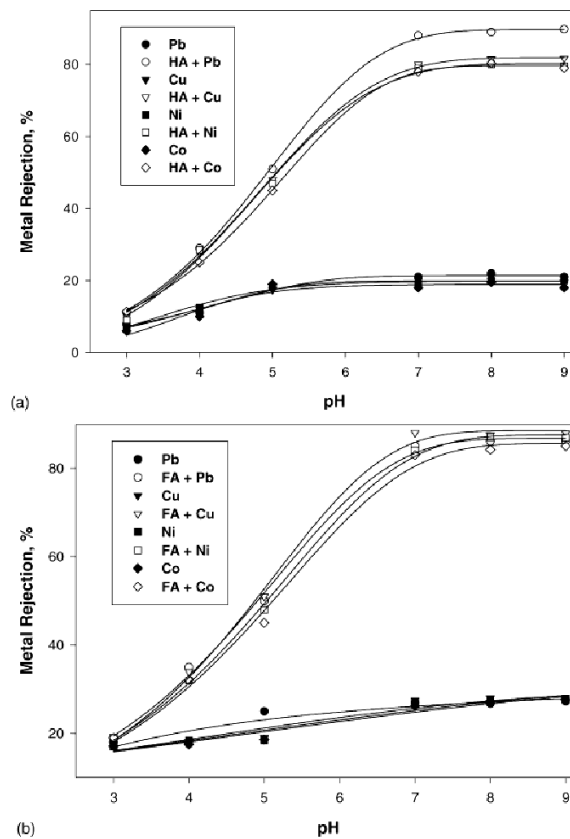 Metal Rejection, %
80
60
40
20
0
Pb
HA + Pb
Cu
HA + Cu
Ni
HA + Ni
Co
HA + Co
3 4 5 6 7 8 9
(a)
pH
Metal Rejection, %
80
60
40
20
Pb
FA + Pb
Cu
FA + Cu
Ni
FA + Ni
Co
FA + Co
3 4 5 6 7 8 9
(b)
pH